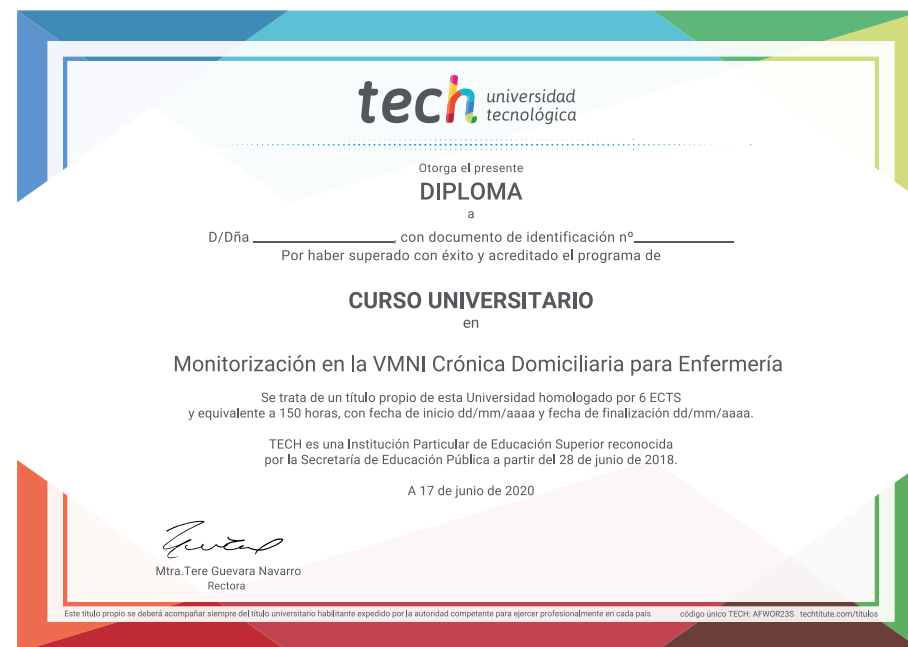 tech universidad
tecnológica
Otorga el presente
DIPLOMA
a
D/Dña ____________________, con documento de identificación nº______________
Por haber superado con éxito y acreditado el programa de
CURSO UNIVERSITARIO
en
Monitorización en la VMNI Crónica Domiciliaria para Enfermería
Se trata de un título propio de esta Universidad homologado por 6 ECTS
y equivalente a 150 horas, con fecha de inicio dd/mm/aaaa y fecha de finalización dd/mm/aaaa.
TECH es una Institución Particular de Educación Superior reconocida
por la Secretaría de Educación Pública a partir del 28 de junio de 2018.
A 17 de junio de 2020
Mtra.Tere Guevara Navarro
Rectora
Este título propio se deberá acompañar siempre del título universitario habilitante expedido por la autoridad competente para ejercer profesionalmente en cada país. código único TECH: AFWOR23S techtitute.com/titulos